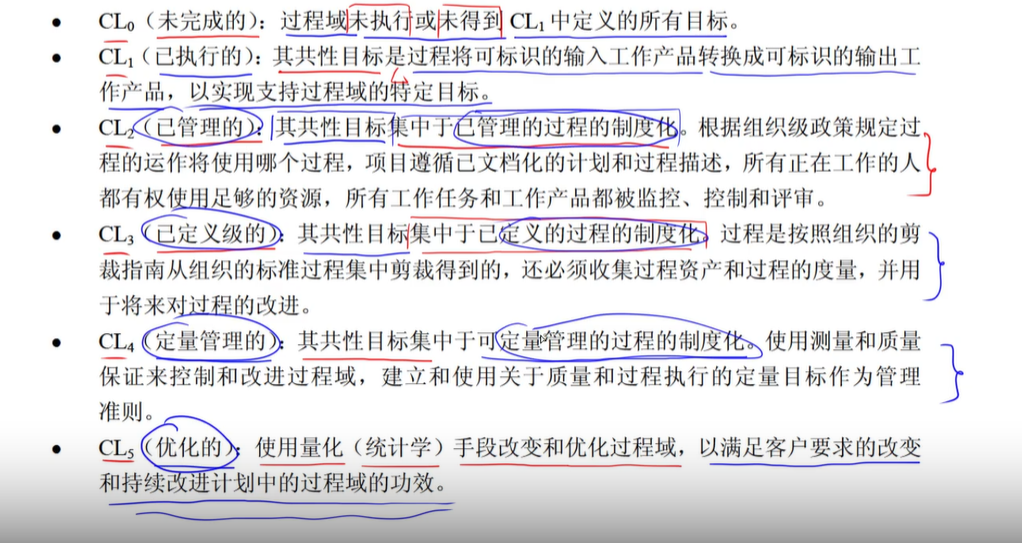 ● CL₀（未完成的）：过程域未执行或未得到 CL₁ 中定义的所有目标。
● CL₁（已执行的）：其共性目标是过程将可标识的输入工作产品转换成可标识的输出工
作产品，以实现支持过程域的特定目标。
● CL₂（已管理的）：其共性目标集中于已管理的过程的制度化。根据组织级政策规定过
程的运作将使用哪个过程，项目遵循已文档化的计划和过程描述，所有正在工作的人
都有权使用足够的资源，所有工作任务和工作产品都被监控、控制和评审。
● CL₃（已定义级的）：其共性目标集中于已定义的过程的制度化。过程是按照组织的剪
裁指南从组织的标准过程集中剪裁得到的，还必须收集过程资产和过程的度量，并用
于将来对过程的改进。
● CL₄（定量管理的）：其共性目标集中于可定量管理的过程的制度化。使用测量和质量
保证来控制和改进过程域，建立和使用关于质量和过程执行的定量目标作为管理
准则。
● CL₅（优化的）：使用量化（统计学）手段改变和优化过程域，以满足客户要求的改变
和持续改进计划中的过程域的功效。